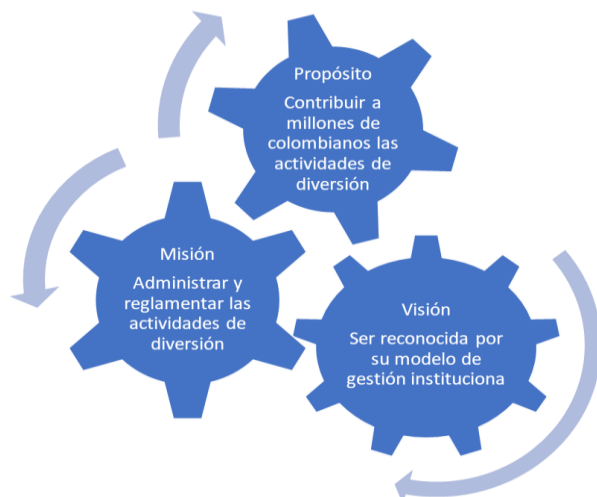 Propósito
Contribuir a
millones de
colombianos las
actividades de
diversión
Misión
Administrar y
reglamentar las
actividades de
diversión
Visión
Ser reconocida por
su modelo de
gestión instituciona